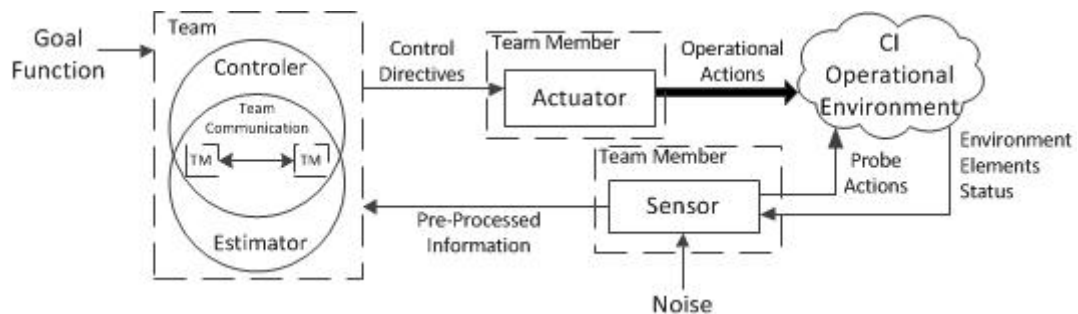 Goal
Function
Team
Controler
Team
Communication
TM
TM
Estimator
Control
Directives
Team Member
Actuator
Operational
Actions
CI
Operational
Environment
Team Member
Sensor
Probe
Actions
Environment
Elements
Status
Pre-Processed
Information
Noise